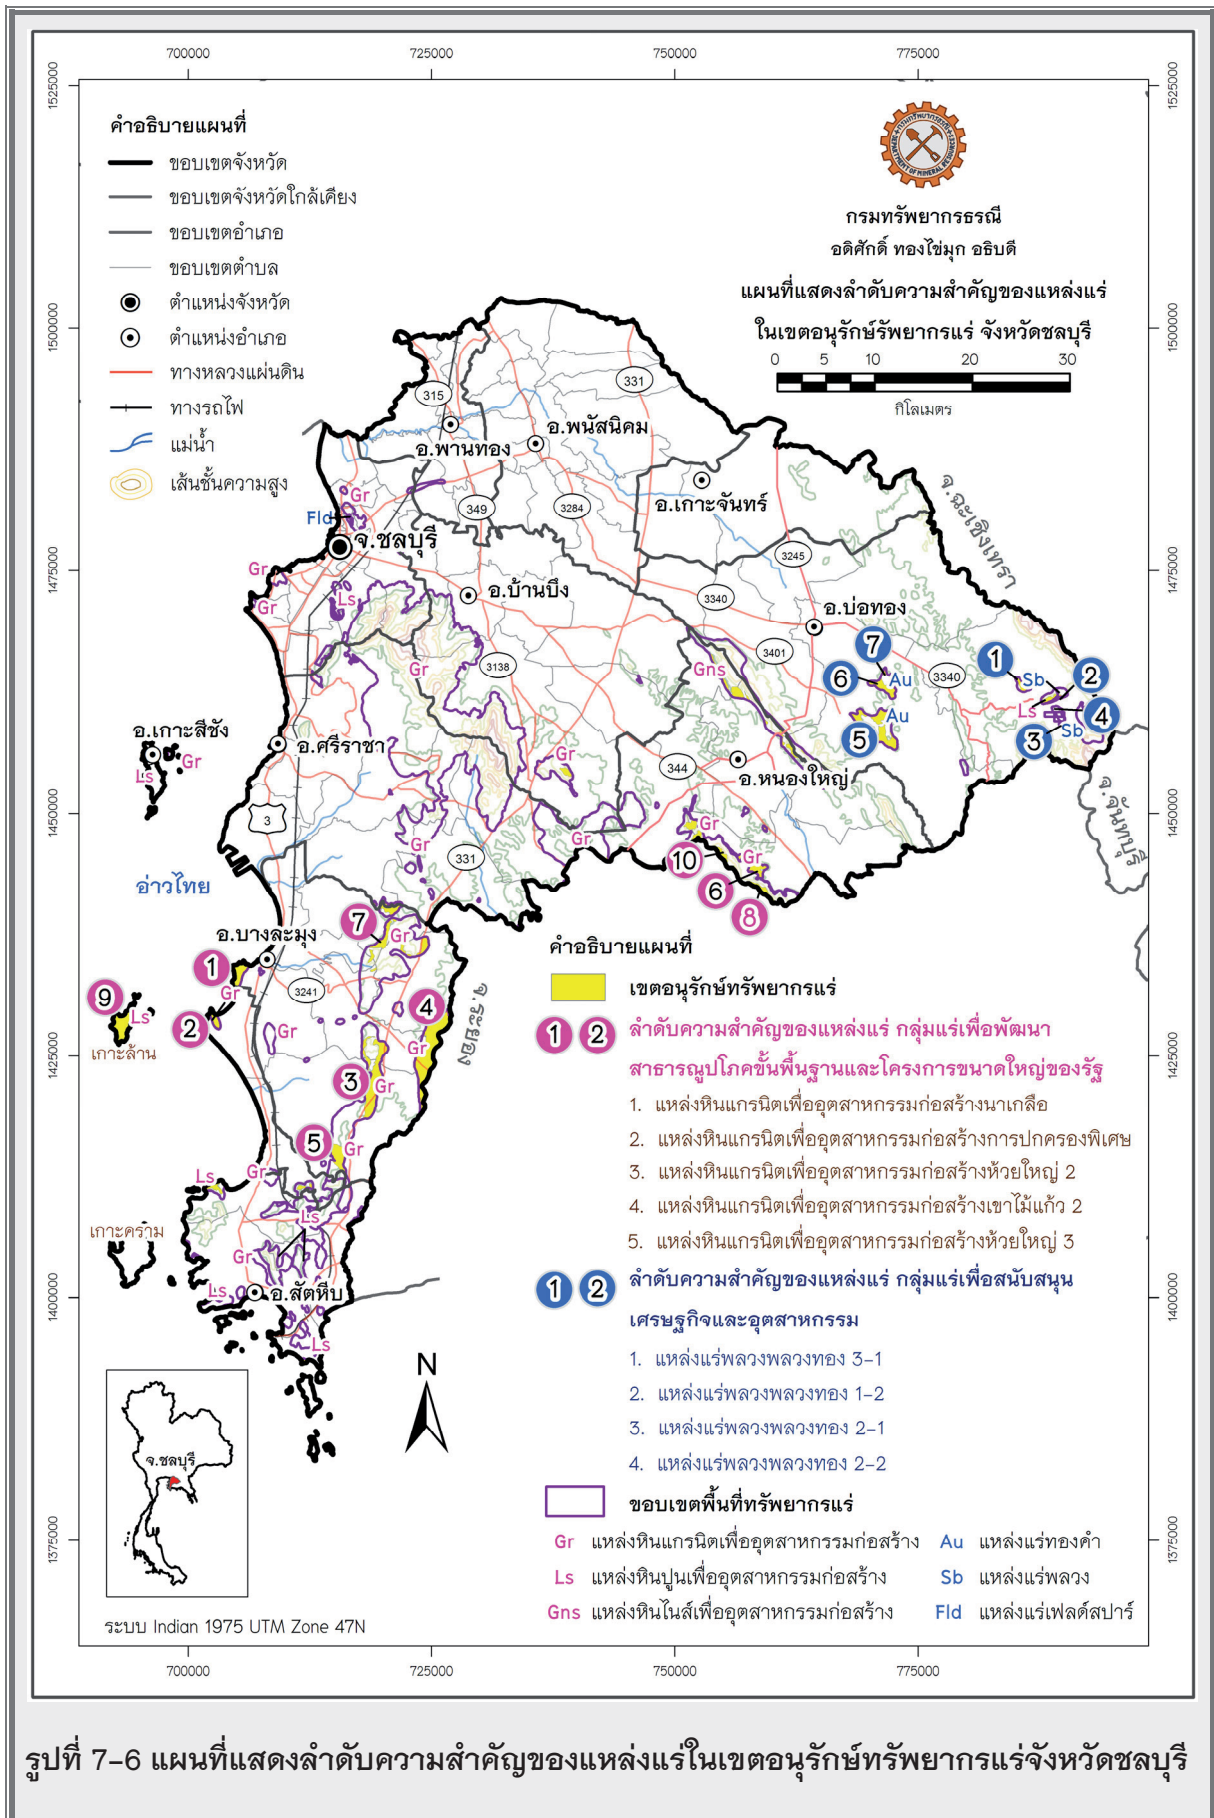 700000 725000 750000 775000
1525000 1525000
คำอธิบายแผนที่
ขอบเขตจังหวัด
ขอบเขตจังหวัดใกล้เคียง
ขอบเขตอำเภอ
ขอบเขตตำบล
ตำแหน่งจังหวัด
ตำแหน่งอำเภอ
ทางหลวงแผ่นดิน
ทางรถไฟ
แม่น้ำ
เส้นชั้นความสูง
กรมทรัพยากรธรณี
DEPARTMENT OF MINERAL RESOURCES
กรมทรัพยากรธรณี
อดิศักดิ์ ทองไข่มุก อธิบดี
แผนที่แสดงลำดับความสำคัญของแหล่งแร่
ในเขตอนุรักษ์รัพยากรแร่ จังหวัดชลบุรี
0 5 10 20 30
กิโลเมตร
1500000 1500000
315
331
อ.พานทอง
อ.พนัสนิคม
อ.เกาะจันทร์
จ.ฉะเชิงเทรา
349
3284
Gr
Fld
จ.ชลบุรี
3245
1475000 1475000
Gr
Gr
Ls
อ.บ้านบึง
3340
อ.บ่อทอง
3401
3138
Gr
Gns
7
6
Au
Au
5
3340
1
Sb
2
Ls
4
3
Sb
อ.เกาะสีชัง
Ls
Gr
อ.ศรีราชา
Gr
344
อ.หนองใหญ่
จ.จันทบุรี
1450000 1450000
3
Gr
331
Gr
Gr
10
Gr
6
8
อ่าวไทย
อ.บางละมุง
7
Gr
1
Gr
9
Ls
เกาะล้าน
2
3241
Gr
4
Gr
จ.ระยอง
1425000 1425000
3
Gr
5
Gr
Ls
Gr
Ls
เกาะคราม
Gr
Ls
อ.สัตหีบ
Ls
1400000 1400000
คำอธิบายแผนที่
เขตอนุรักษ์ทรัพยากรแร่
1 2 ลำดับความสำคัญของแหล่งแร่ กลุ่มแร่เพื่อพัฒนา
สาธารณูปโภคขั้นพื้นฐานและโครงการขนาดใหญ่ของรัฐ
1. แหล่งหินแกรนิตเพื่ออุตสาหกรรมก่อสร้างนาเกลือ
2. แหล่งหินแกรนิตเพื่ออุตสาหกรรมก่อสร้างการปกครองพิเศษ
3. แหล่งหินแกรนิตเพื่ออุตสาหกรรมก่อสร้างห้วยใหญ่ 2
4. แหล่งหินแกรนิตเพื่ออุตสาหกรรมก่อสร้างเขาไม้แก้ว 2
5. แหล่งหินแกรนิตเพื่ออุตสาหกรรมก่อสร้างห้วยใหญ่ 3
1 2 ลำดับความสำคัญของแหล่งแร่ กลุ่มแร่เพื่อสนับสนุน
เศรษฐกิจและอุตสาหกรรม
1. แหล่งแร่พลวงพลวงทอง 3-1
2. แหล่งแร่พลวงพลวงทอง 1-2
3. แหล่งแร่พลวงพลวงทอง 2-1
4. แหล่งแร่พลวงพลวงทอง 2-2
ขอบเขตพื้นที่ทรัพยากรแร่
Gr แหล่งหินแกรนิตเพื่ออุตสาหกรรมก่อสร้าง Au แหล่งแร่ทองคำ
Ls แหล่งหินปูนเพื่ออุตสาหกรรมก่อสร้าง Sb แหล่งแร่พลวง
Gns แหล่งหินไนส์เพื่ออุตสาหกรรมก่อสร้าง Fld แหล่งแร่เฟลด์สปาร์
N
จ.ชลบุรี
1375000 1375000
ระบบ Indian 1975 UTM Zone 47N
700000 725000 750000 775000
รูปที่ 7-6 แผนที่แสดงลำดับความสำคัญของแหล่งแร่ในเขตอนุรักษ์ทรัพยากรแร่จังหวัดชลบุรี